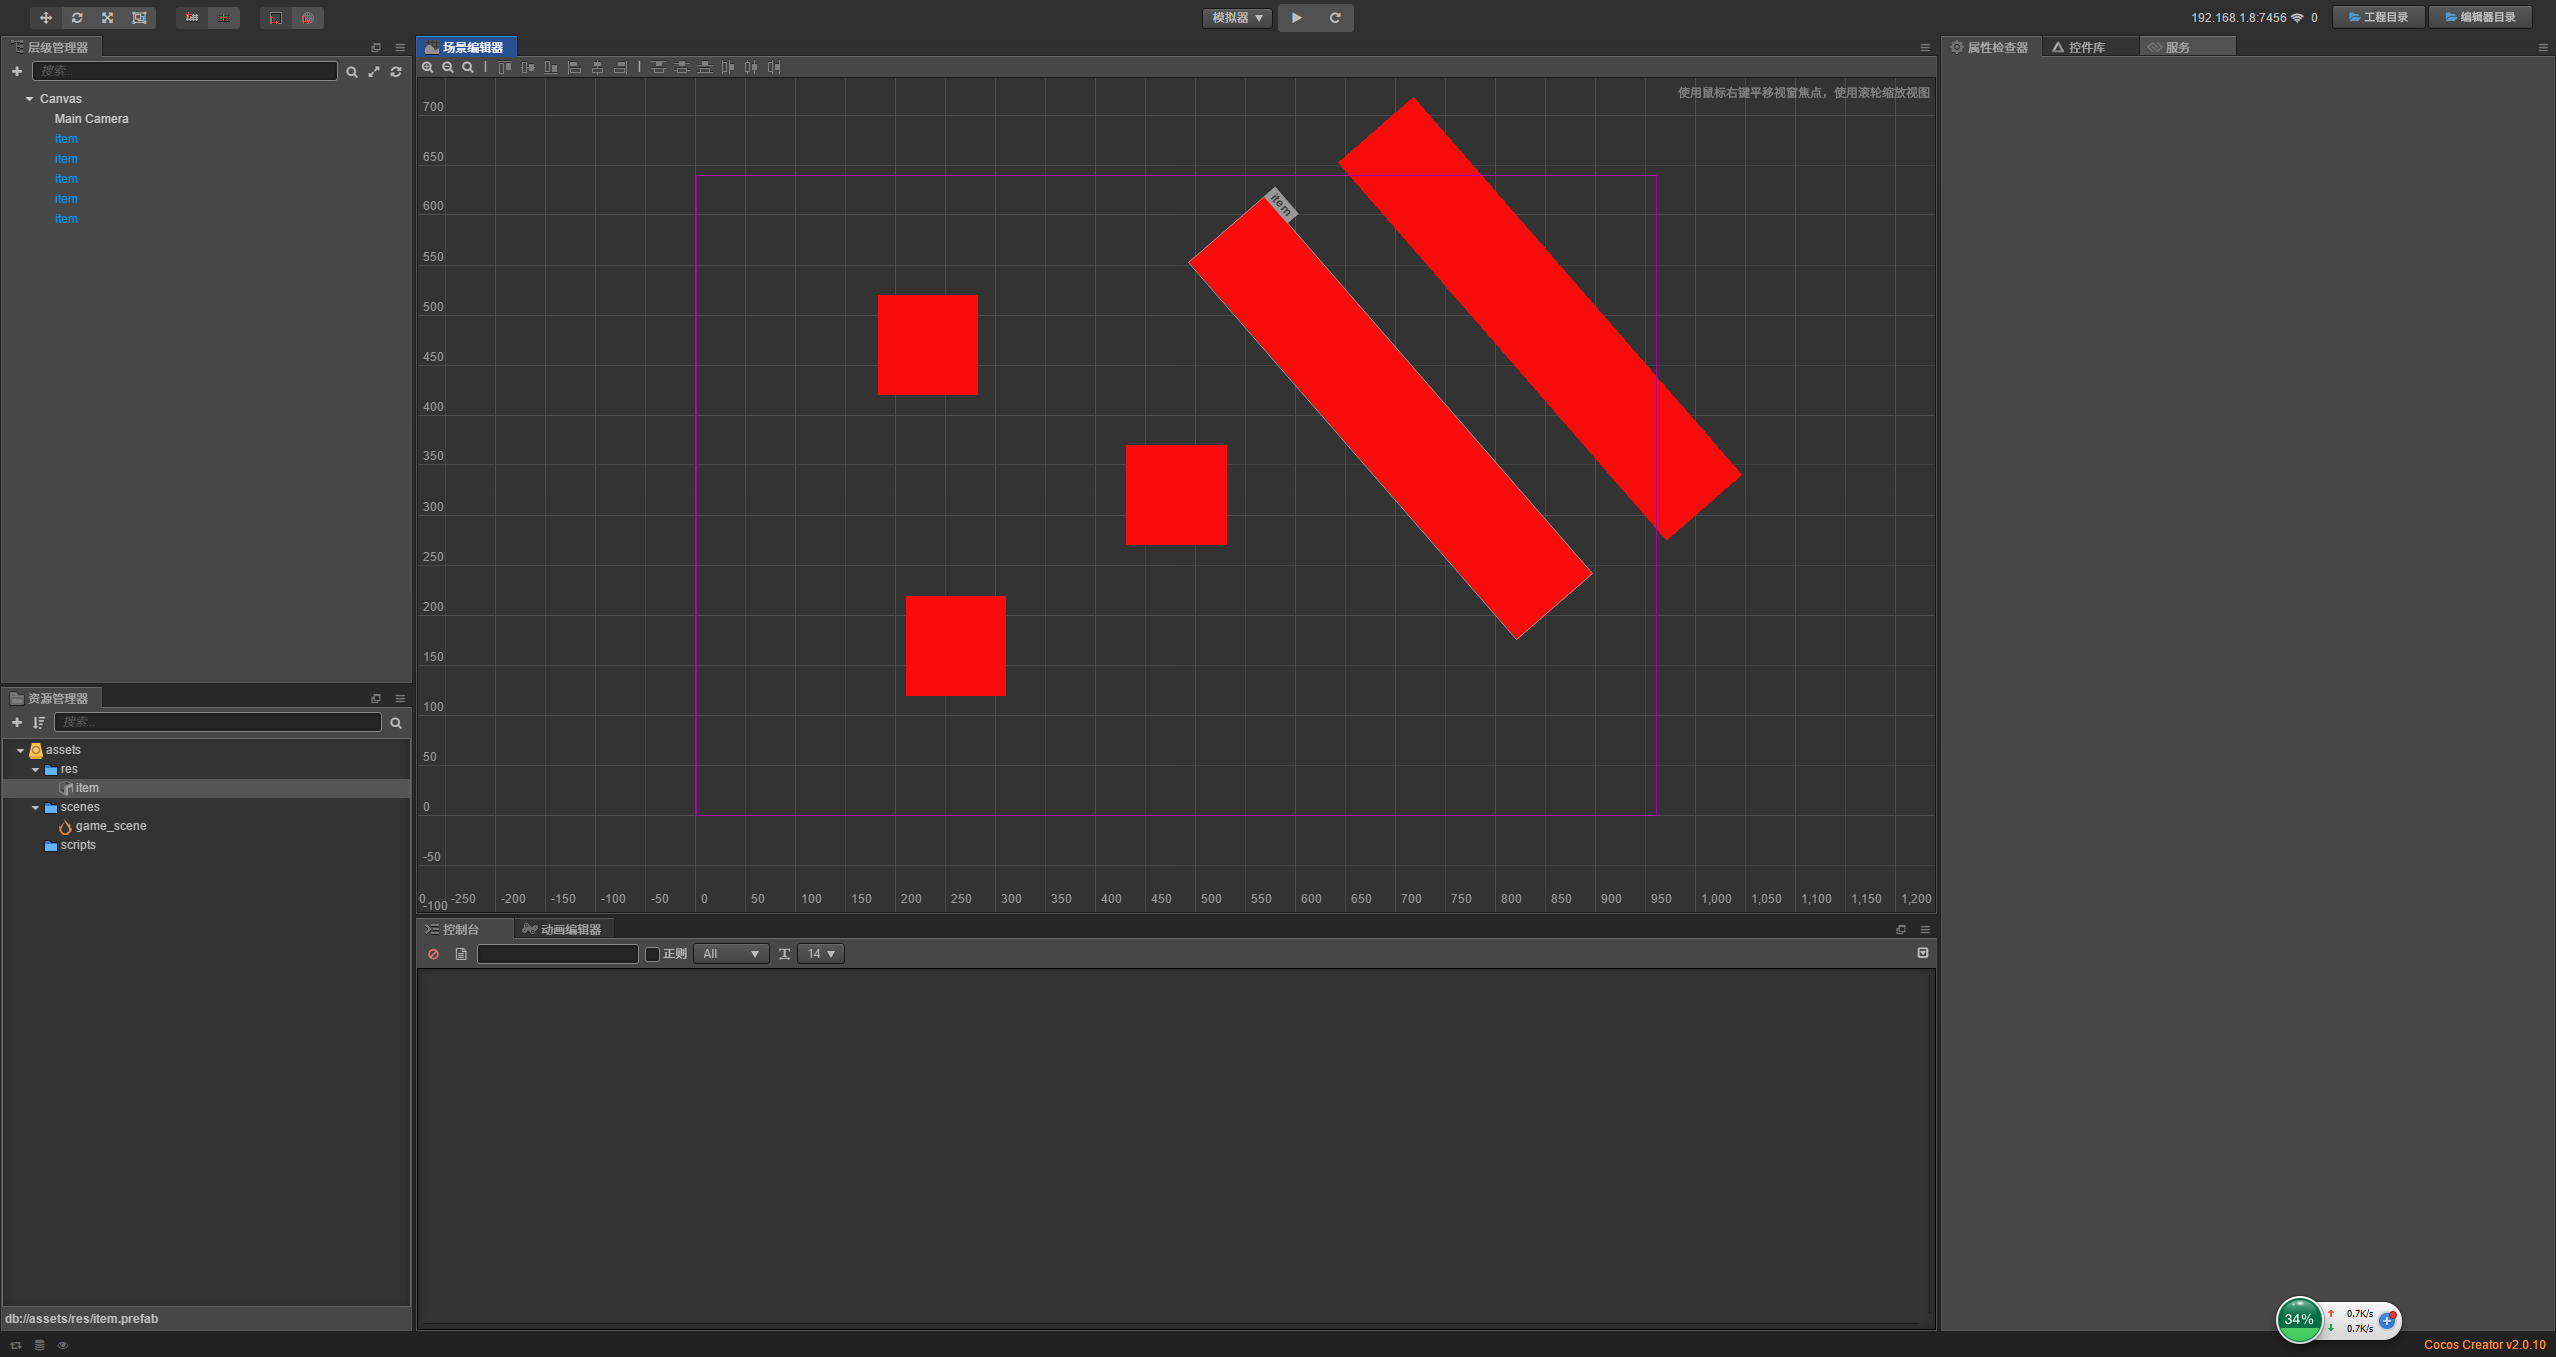 模拟器
192.168.1.8:7456 0
工程目录
编辑器目录
层级管理器
搜索...
Canvas
Main Camera
item
item
item
item
item
场景编辑器
使用鼠标右键平移视窗焦点，使用滚轮缩放视图
item
700
650
600
550
500
450
400
350
300
250
200
150
100
50
0
-50
-100
0 -250 -200 -150 -100 -50 0 50 100 150 200 250 300 350 400 450 500 550 600 650 700 750 800 850 900 950 1,000 1,050 1,100 1,150 1,200
属性检查器 控件库 服务
资源管理器
搜索...
assets
res
item
scenes
game_scene
scripts
db://assets/res/item.prefab
控制台 动画编辑器
正则 All 14
34%
0.7K/s
0.7K/s
Cocos Creator v2.0.10